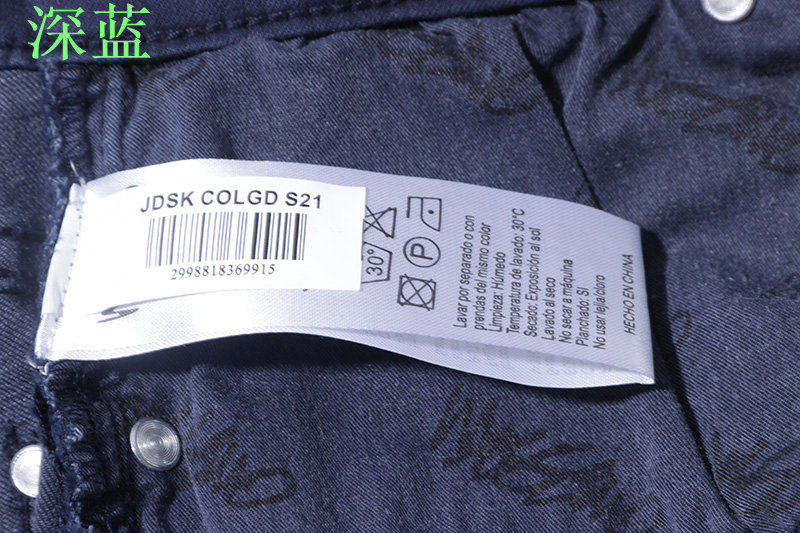 深蓝
JDSK COLGD S21
2998818369915
30°
P
Lavar por separado o con
prendas del mismo color
Limpieza: Húmedo
Temperatura de lavado: 30°C
Secado: Exposición al sol
Lavado al seco
No secar a máquina
Planchado: SI
No usar lejia/cloro
HECHO EN CHINA